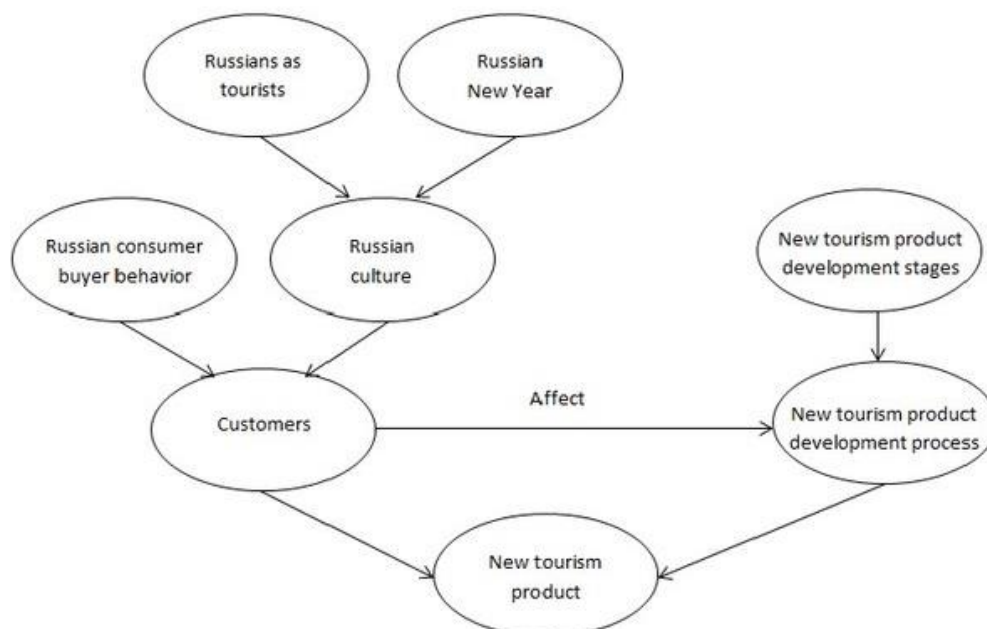 Russians as
tourists
Russian
New Year
Russian consumer
buyer behavior
Russian
culture
New tourism product
development stages
Customers
Affect
New tourism product
development process
New tourism
product